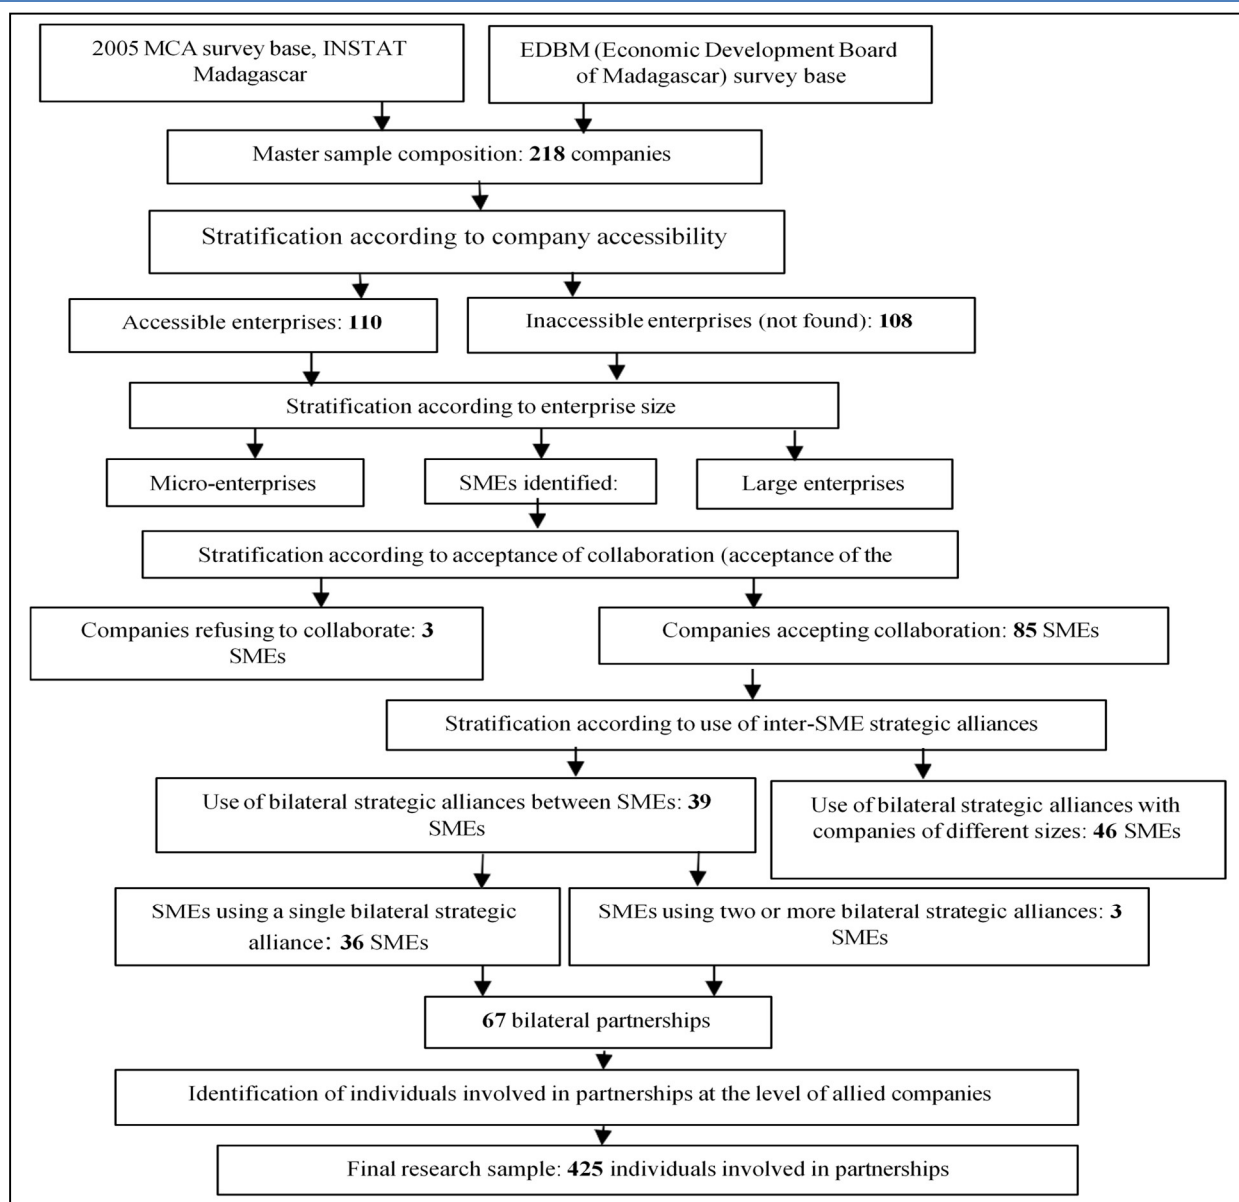 2005 MCA survey base, INSTAT
Madagascar
EDBM (Economic Development Board
of Madagascar) survey base
Master sample composition: 218 companies
Stratification according to company accessibility
Accessible enterprises: 110
Inaccessible enterprises (not found): 108
Stratification according to enterprise size
Micro-enterprises
SMEs identified:
Large enterprises
Stratification according to acceptance of collaboration (acceptance of the
Companies refusing to collaborate: 3
SMEs
Companies accepting collaboration: 85 SMEs
Stratification according to use of inter-SME strategic alliances
Use of bilateral strategic alliances between SMEs: 39
SMEs
Use of bilateral strategic alliances with
companies of different sizes: 46 SMEs
SMEs using a single bilateral strategic
alliance: 36 SMEs
SMEs using two or more bilateral strategic alliances: 3
SMEs
67 bilateral partnerships
Identification of individuals involved in partnerships at the level of allied companies
Final research sample: 425 individuals involved in partnerships